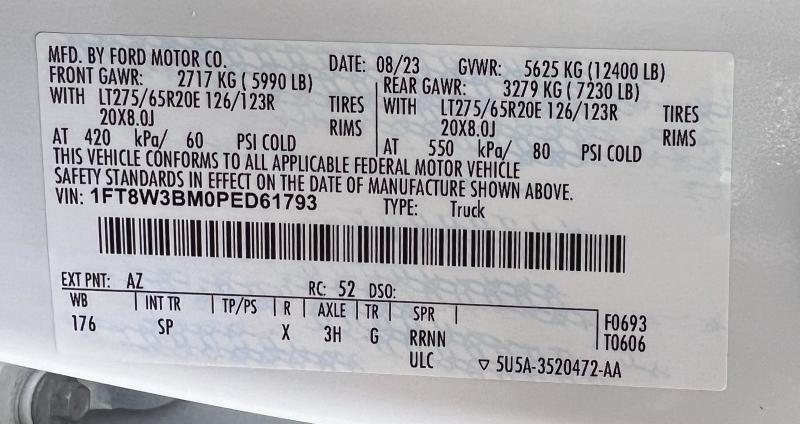 MFD. BY FORD MOTOR CO. DATE: 08/23 GVWR: 5625 KG (12400 LB)
FRONT GAWR: 2717 KG ( 5990 LB) REAR GAWR: 3279 KG ( 7230 LB)
WITH LT275/65R20E 126/123R TIRES WITH LT275/65R20E 126/123R TIRES
20X8.0J RIMS 20X8.0J RIMS
AT 420 kPa/ 60 PSI COLD AT 550 kPa/ 80 PSI COLD
THIS VEHICLE CONFORMS TO ALL APPLICABLE FEDERAL MOTOR VEHICLE
SAFETY STANDARDS IN EFFECT ON THE DATE OF MANUFACTURE SHOWN ABOVE.
VIN: 1FT8W3BM0PED61793 TYPE: Truck
EXT PNT: AZ RC: 52 DSO:
WB INT TR TP/PS R AXLE TR SPR F0693
176 SP X 3H G RRNN T0606
ULC ▽ 5U5A-3520472-AA